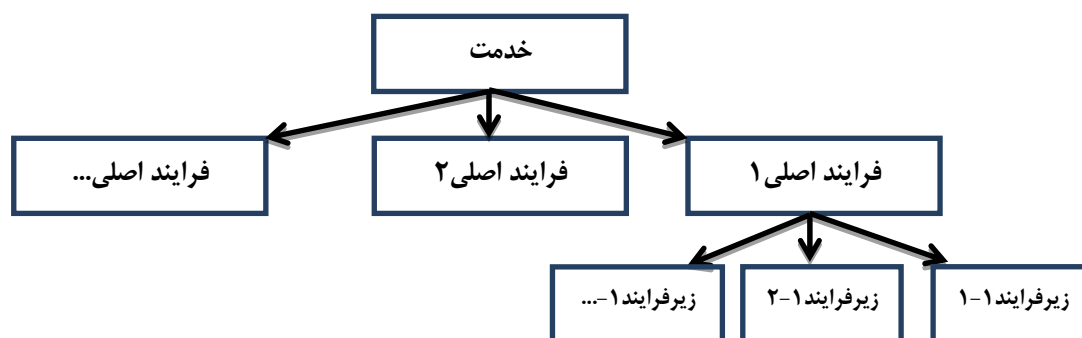 خدمت
فرایند اصلی۱
فرایند اصلی۲
فرایند اصلی...
زیرفرایند۱-۱
زیرفرایند۱-۲
زیرفرایند۱-...